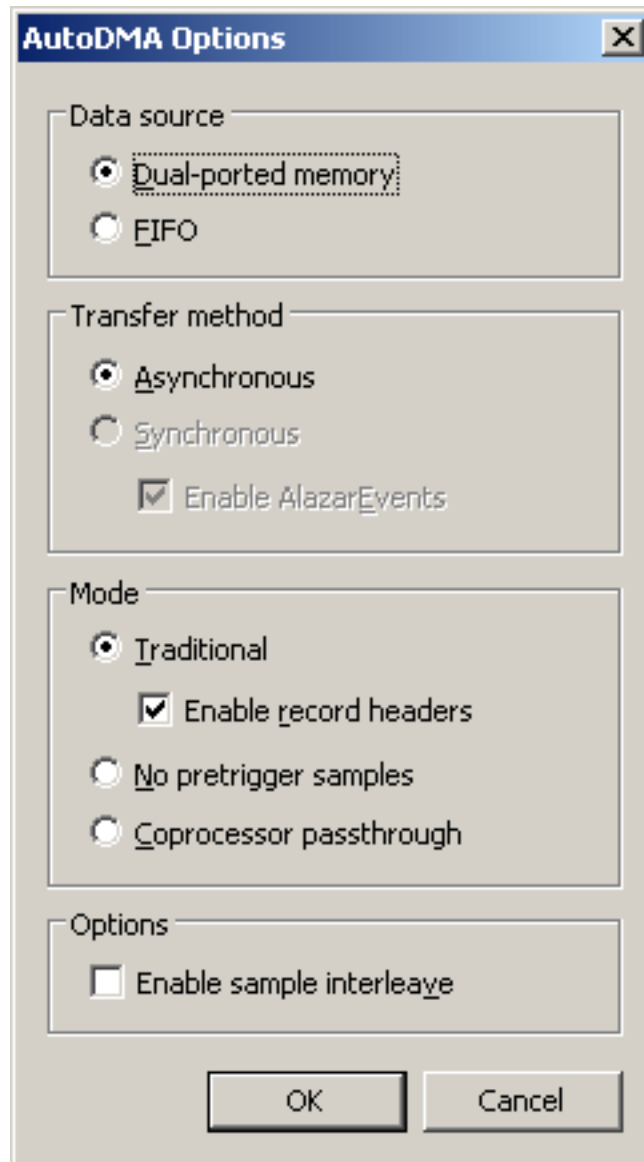 AutoDMA Options
Data source
Dual-ported memory
FIFO
Transfer method
Asynchronous
Synchronous
Enable AlazarEvents
Mode
Traditional
Enable record headers
No pretrigger samples
Coprocessor passthrough
Options
Enable sample interleave
OK Cancel